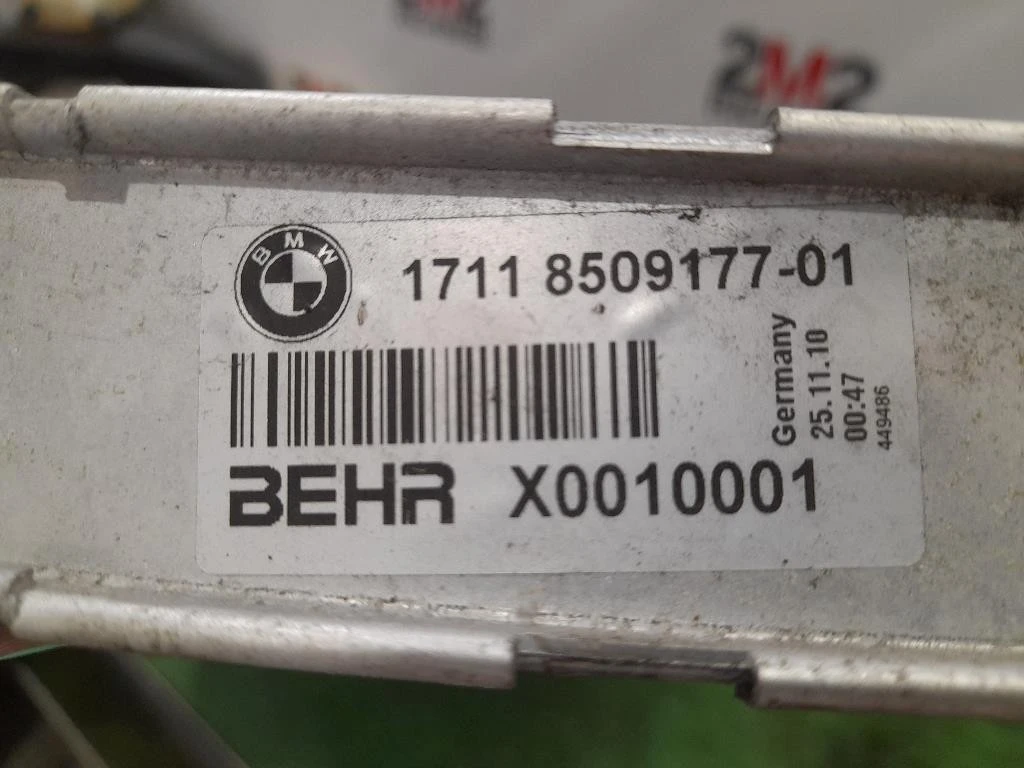 2M2
BMW
1711 8509177-01
Germany
25.11.10
00:47
449486
BEHR X0010001